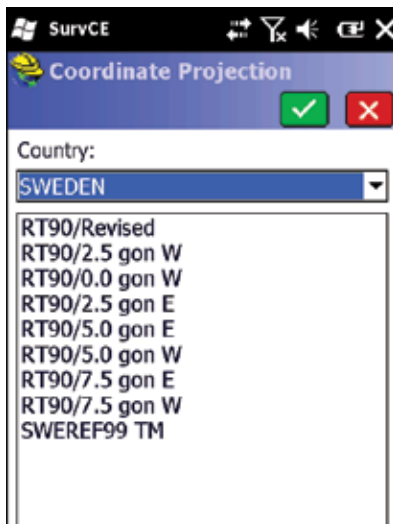 SurvCE
Coordinate Projection
Country:
SWEDEN
RT90/Revised
RT90/2.5 gon W
RT90/0.0 gon W
RT90/2.5 gon E
RT90/5.0 gon E
RT90/5.0 gon W
RT90/7.5 gon E
RT90/7.5 gon W
SWEREF99 TM